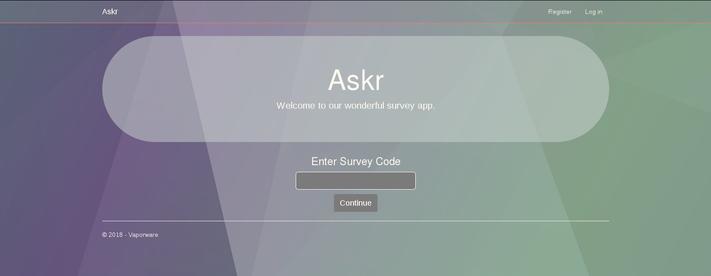 Askr
Register
Log in
Askr
Welcome to our wonderful survey app.
Enter Survey Code
Continue
© 2018 - Vaporware